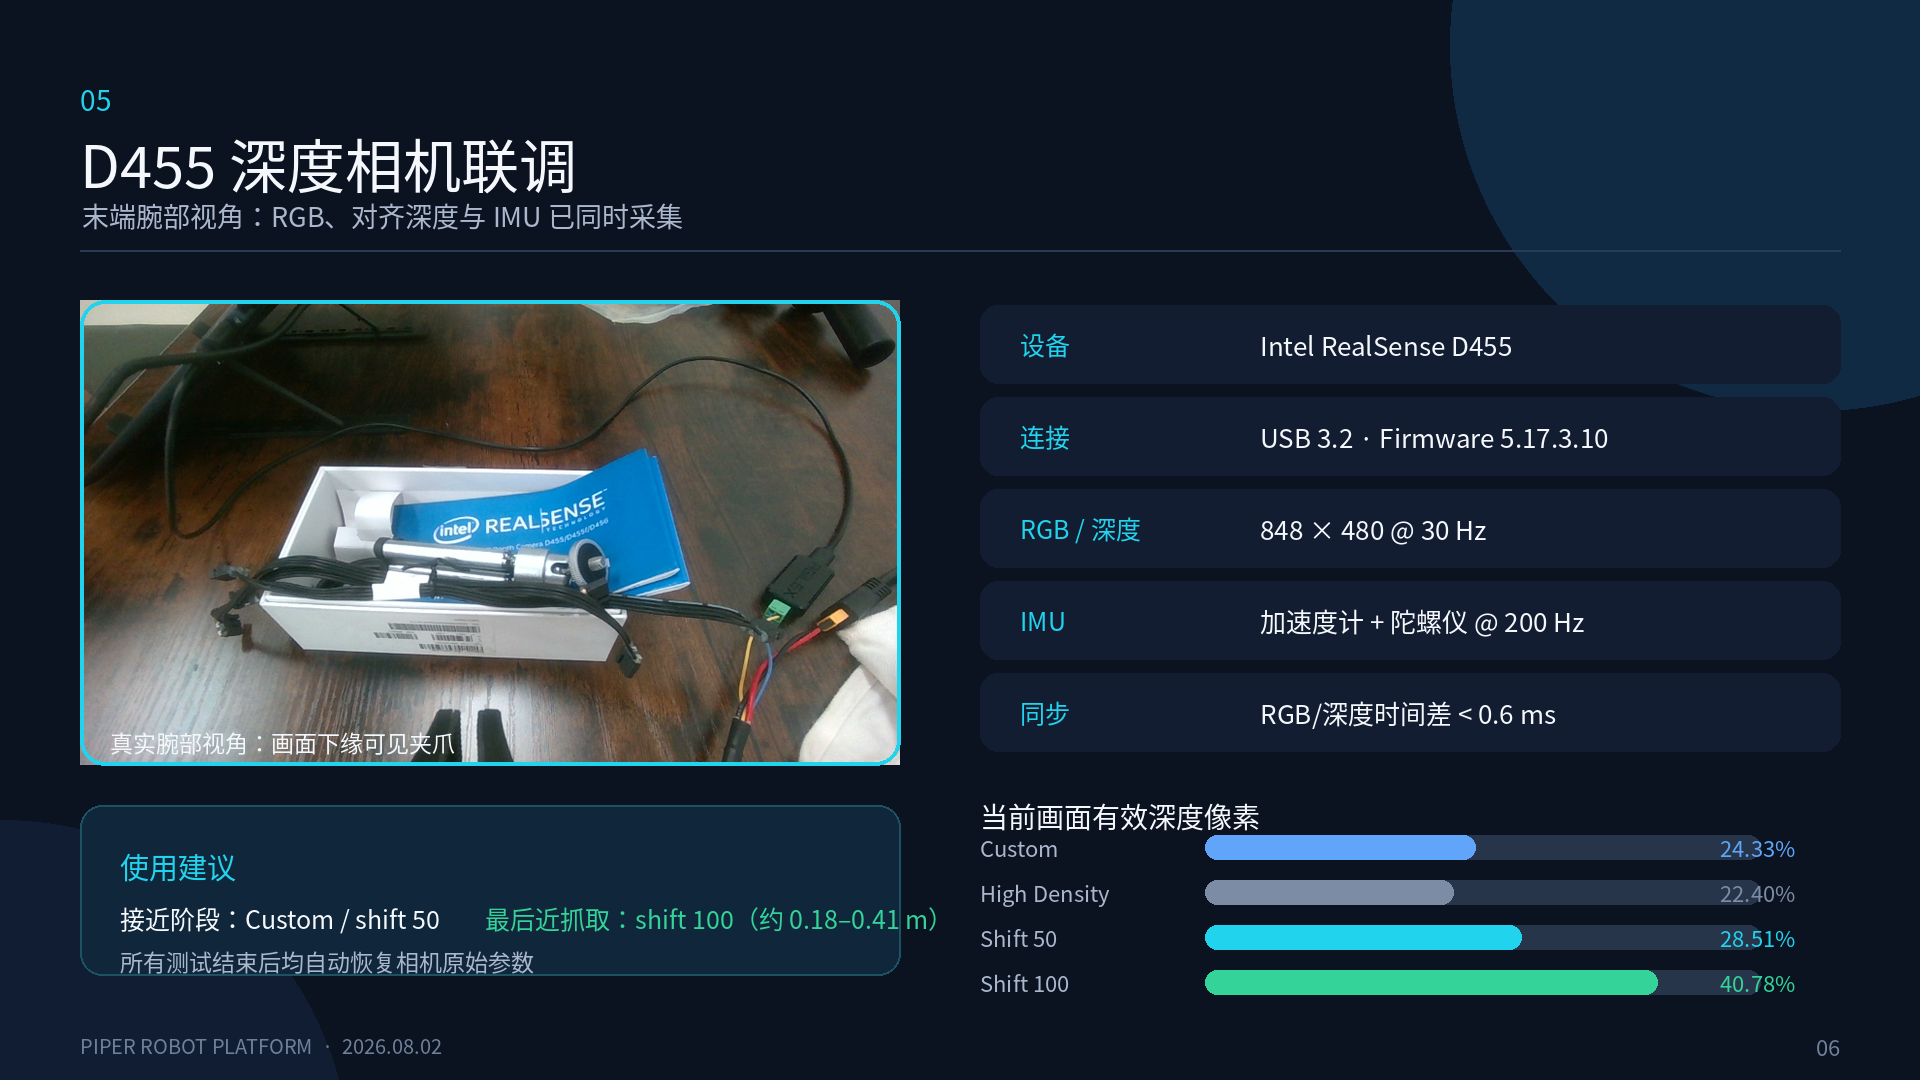 05
D455 深度相机联调
末端腕部视角：RGB、对齐深度与 IMU 已同时采集
intel REALSENSE
TECHNOLOGY
真实腕部视角：画面下缘可见夹爪
设备 Intel RealSense D455
连接 USB 3.2 · Firmware 5.17.3.10
RGB / 深度 848 × 480 @ 30 Hz
IMU 加速度计 + 陀螺仪 @ 200 Hz
同步 RGB/深度时间差 < 0.6 ms
使用建议
接近阶段：Custom / shift 50 最后近抓取：shift 100（约 0.18–0.41 m）
所有测试结束后均自动恢复相机原始参数
当前画面有效深度像素
Custom 24.33%
High Density 22.40%
Shift 50 28.51%
Shift 100 40.78%
PIPER ROBOT PLATFORM · 2026.08.02
06